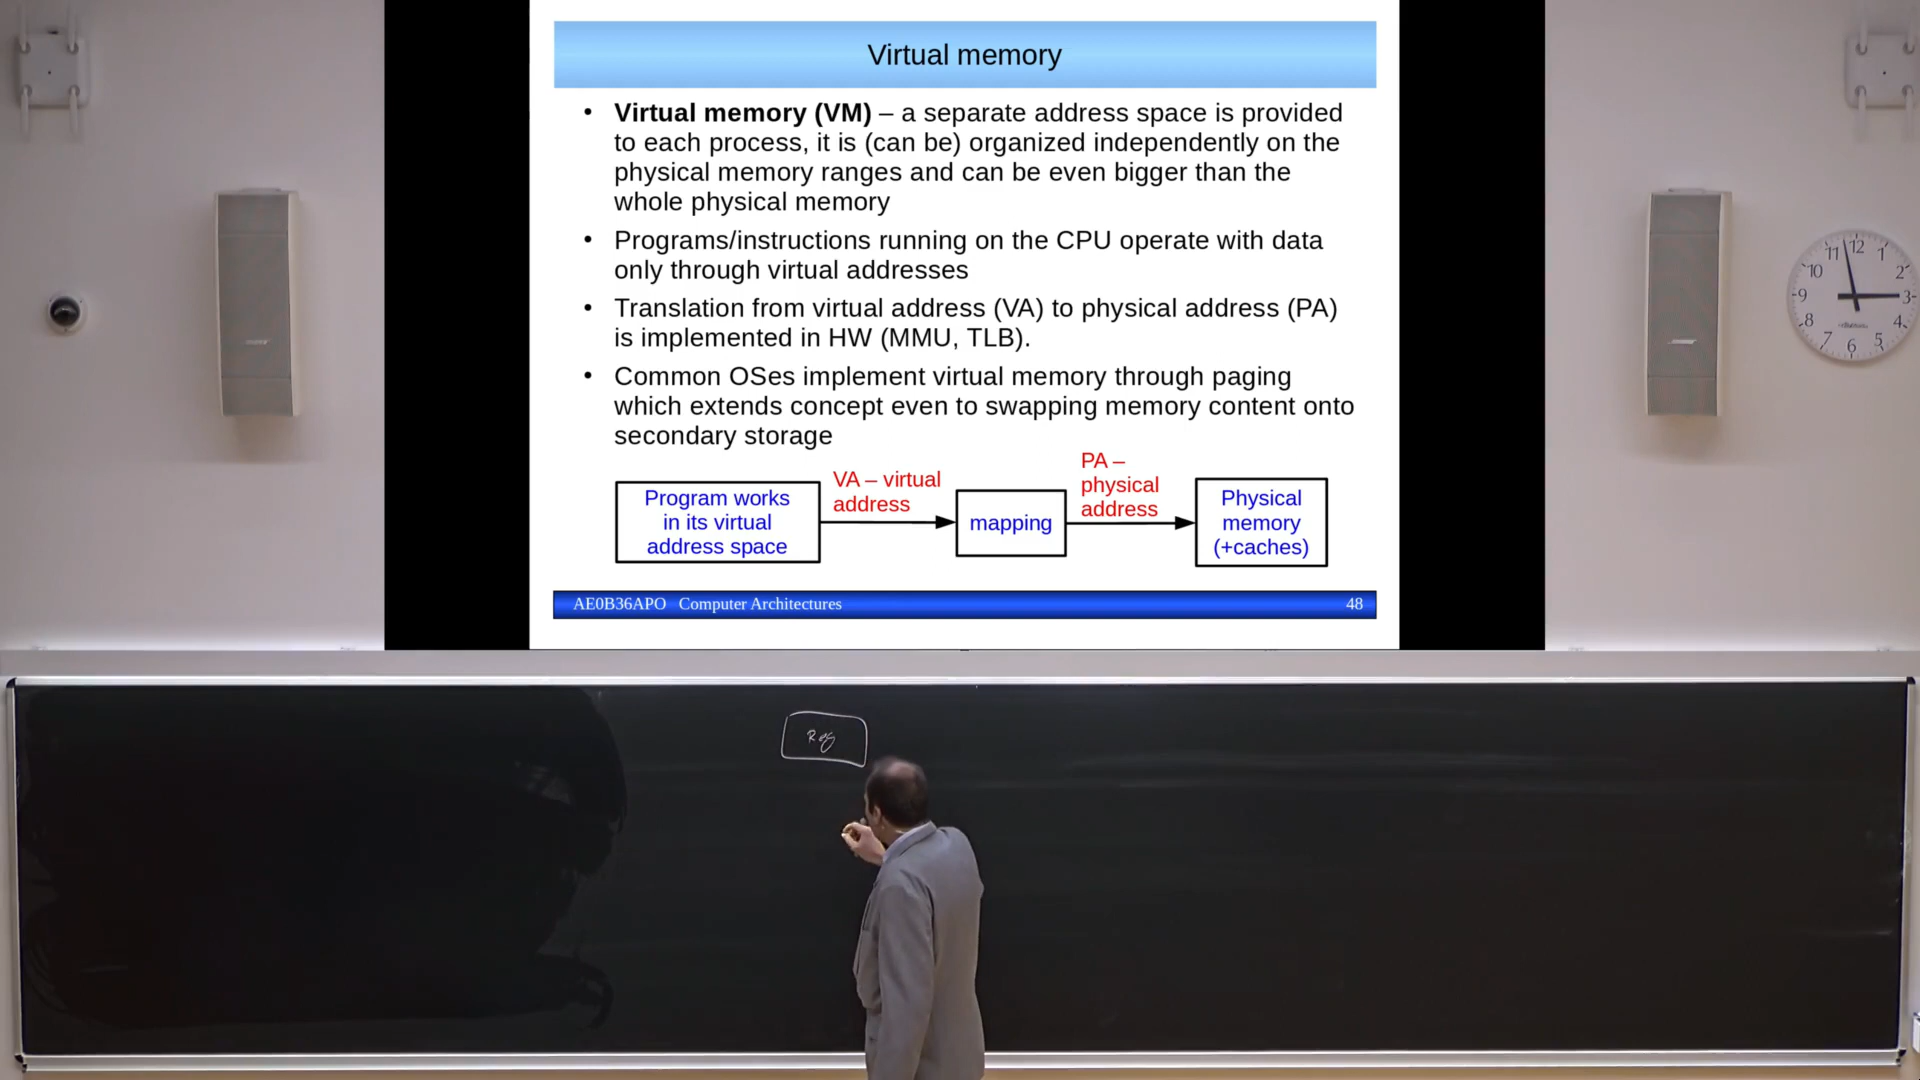 Virtual memory
• Virtual memory (VM) – a separate address space is provided
to each process, it is (can be) organized independently on the
physical memory ranges and can be even bigger than the
whole physical memory
• Programs/instructions running on the CPU operate with data
only through virtual addresses
• Translation from virtual address (VA) to physical address (PA)
is implemented in HW (MMU, TLB).
• Common OSes implement virtual memory through paging
which extends concept even to swapping memory content onto
secondary storage
Program works
in its virtual
address space
VA – virtual
address
mapping
PA –
physical
address
Physical
memory
(+caches)
AE0B36APO Computer Architectures 48
12
1
2
3
4
5
6
7
8
9
10
11
Reg